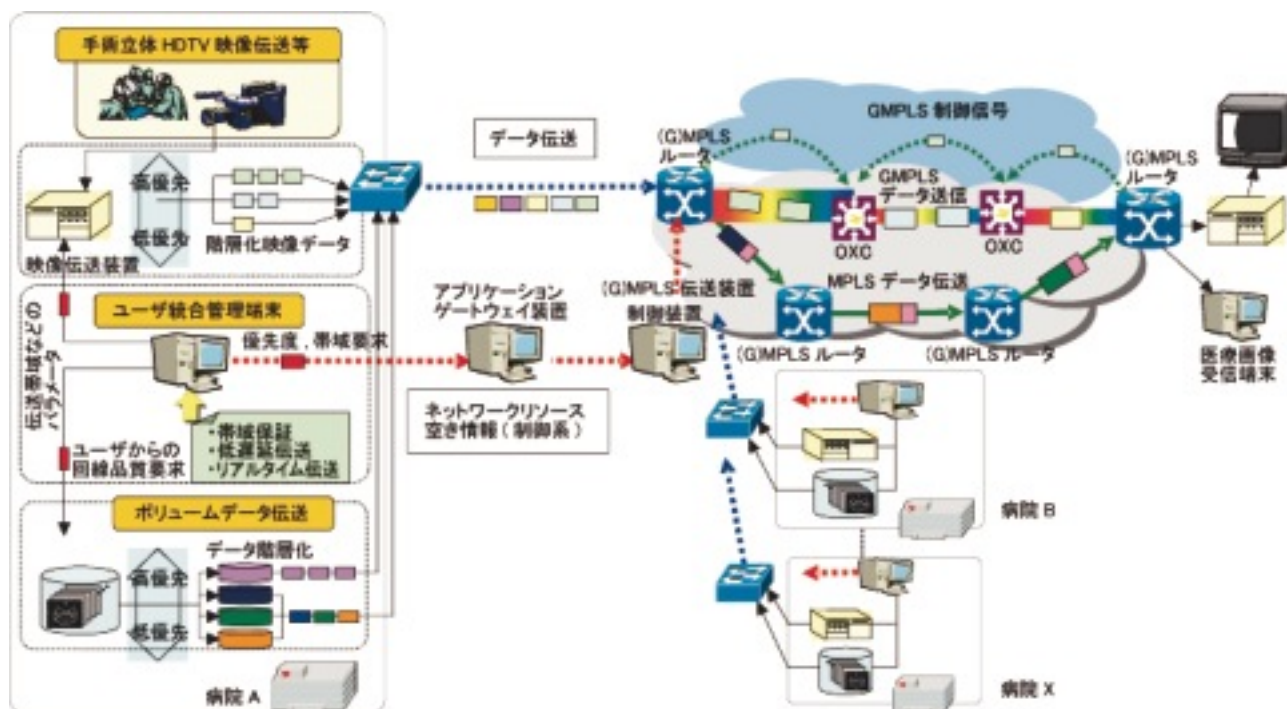 手術立体 HDTV 映像伝送等
高優先
低優先
階層化映像データ
映像伝送装置
伝送帯域などの
パラメータ
ユーザ統合管理端末
優先度，帯域要求
・帯域保証
・低遅延伝送
・リアルタイム伝送
ユーザからの
回線品質要求
ボリュームデータ伝送
データ階層化
高優先
低優先
病院 A
データ伝送
アプリケーション
ゲートウェイ装置
ネットワークリソース
空き情報（制御系）
(G)MPLS 伝送装置
制御装置
GMPLS 制御信号
(G)MPLS
ルータ
GMPLS
データ送信
OXC
OXC
(G)MPLS
ルータ
MPLS データ伝送
(G)MPLS ルータ
(G)MPLS ルータ
医療画像
受信端末
病院 B
病院 X